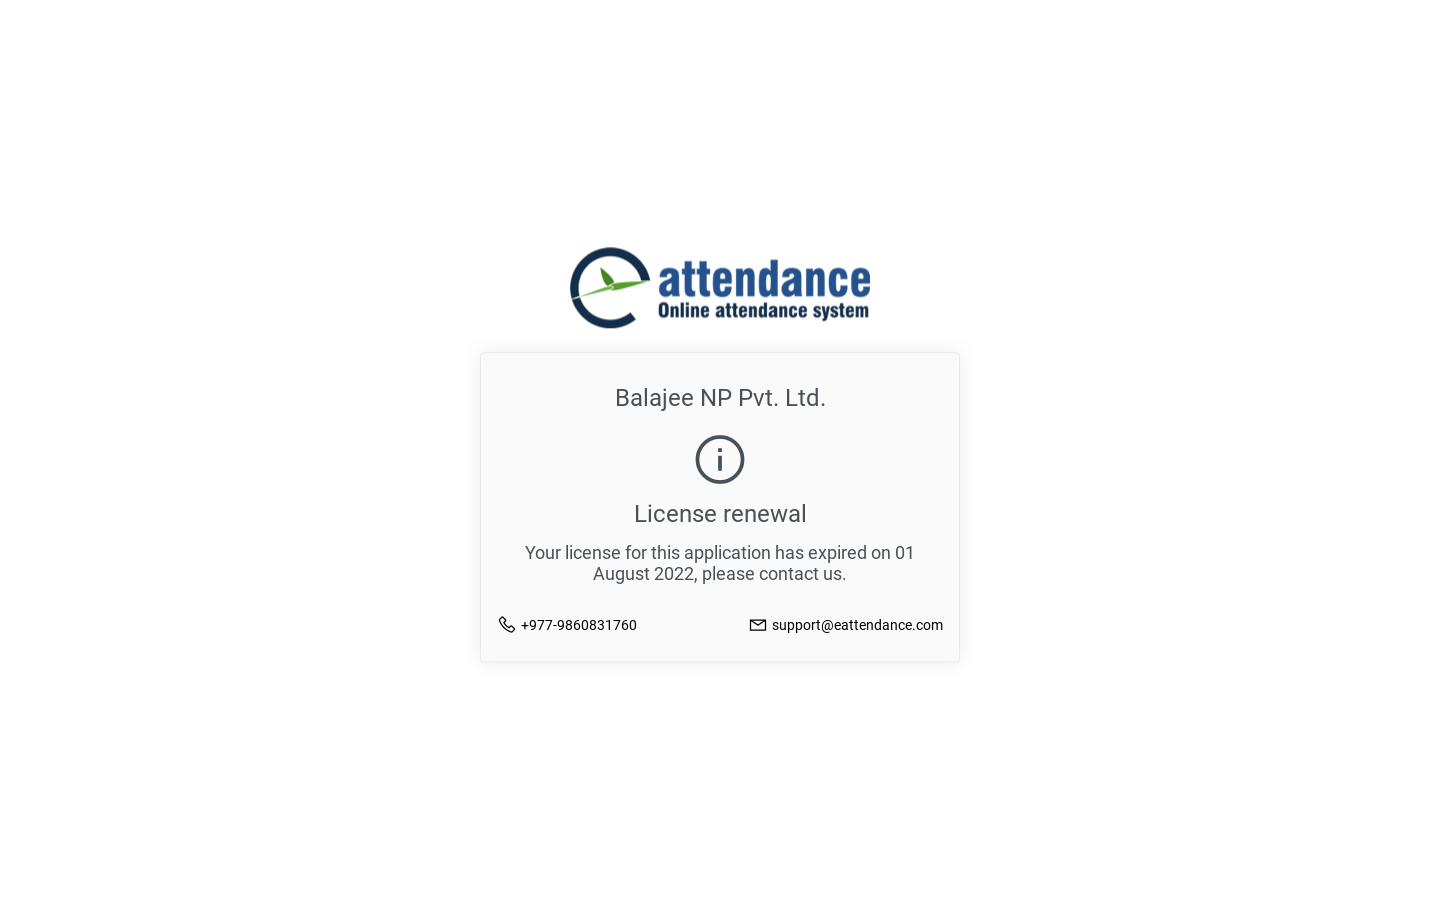 attendance
Online attendance system
Balajee NP Pvt. Ltd.
License renewal
Your license for this application has expired on 01
August 2022, please contact us.
+977-9860831760
support@eattendance.com